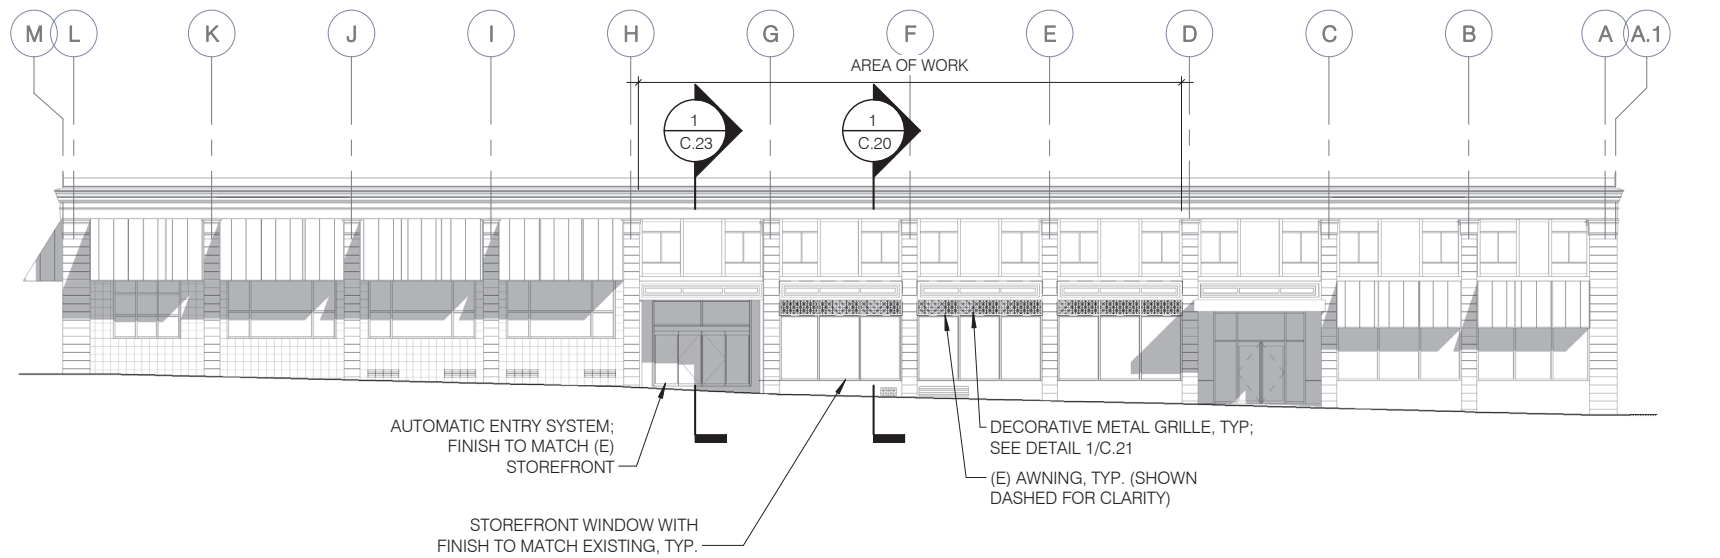 M L K J I H G F E D C B A A.1
AREA OF WORK
1 1
C.23 C.20
AUTOMATIC ENTRY SYSTEM;
FINISH TO MATCH (E)
STOREFRONT
DECORATIVE METAL GRILLE, TYP;
SEE DETAIL 1/C.21
(E) AWNING, TYP. (SHOWN
DASHED FOR CLARITY)
STOREFRONT WINDOW WITH
FINISH TO MATCH EXISTING, TYP.